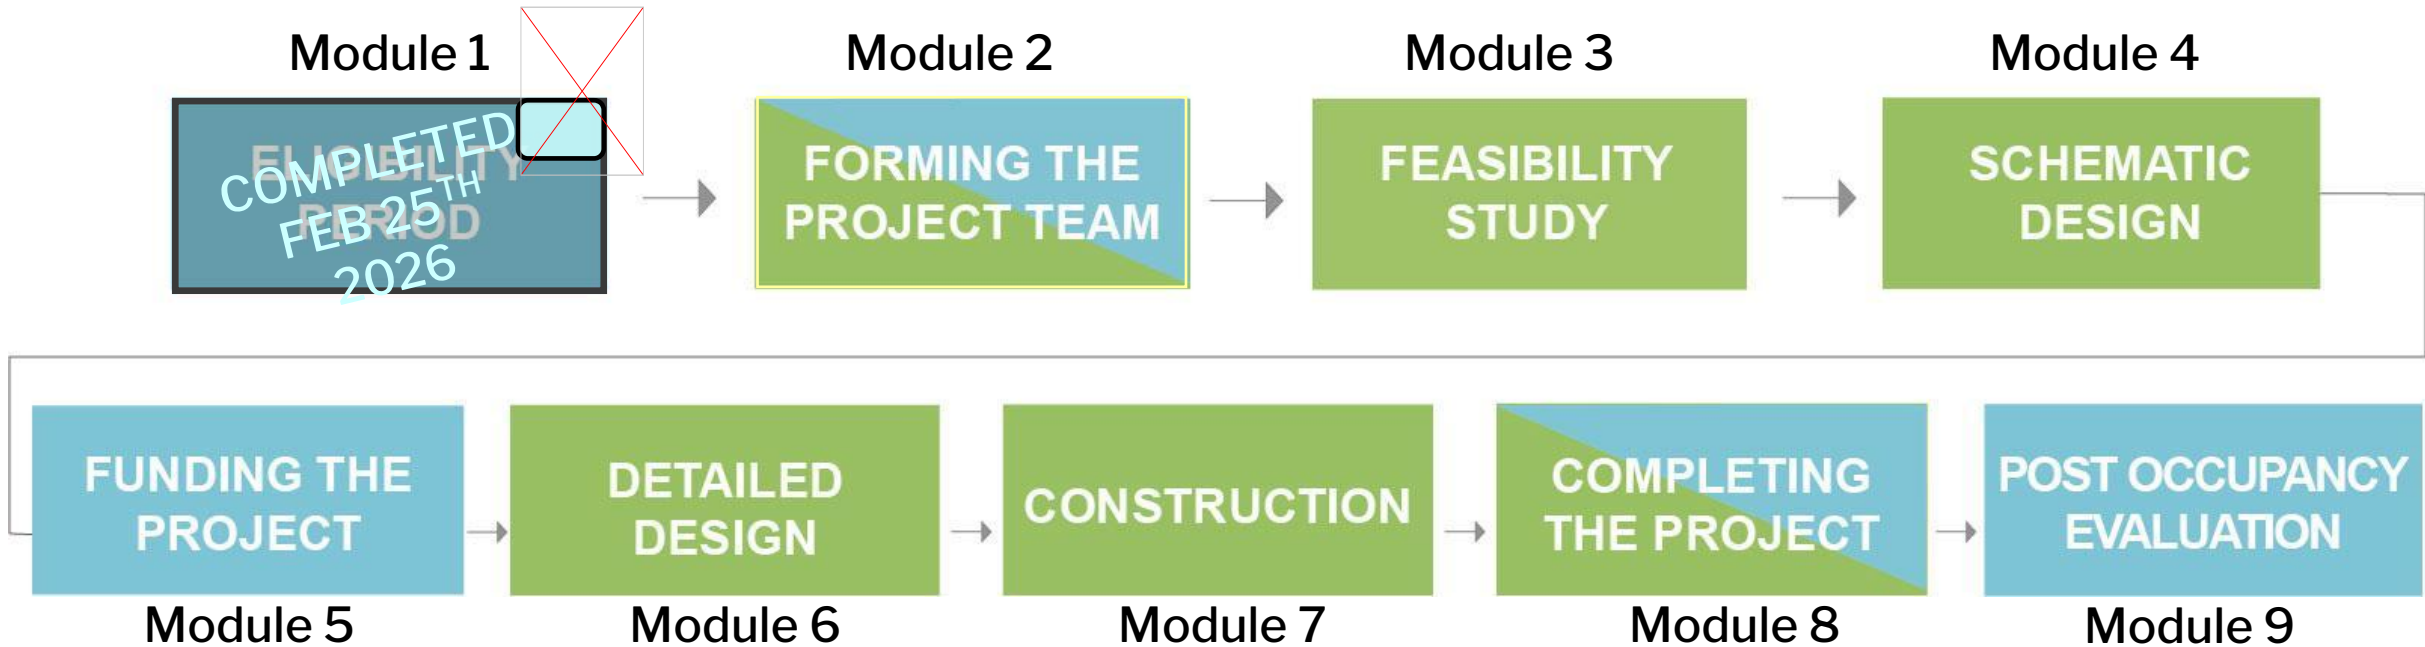 Module 1
Module 2
Module 3
Module 4
ELIGIBILITY
PERIOD
COMPLETED
FEB 25TH
2026
FORMING THE
PROJECT TEAM
FEASIBILITY
STUDY
SCHEMATIC
DESIGN
FUNDING THE
PROJECT
DETAILED
DESIGN
CONSTRUCTION
COMPLETING
THE PROJECT
POST OCCUPANCY
EVALUATION
Module 5
Module 6
Module 7
Module 8
Module 9